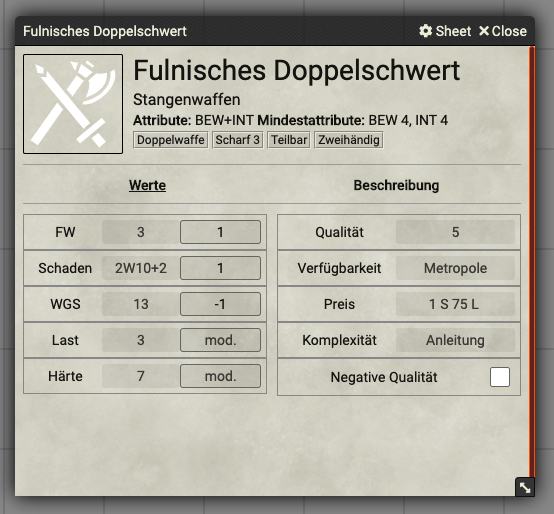 Fulnisches Doppelschwert Sheet Close
Fulnisches Doppelschwert
Stangenwaffen
Attribute: BEW+INT Mindestattribute: BEW 4, INT 4
Doppelwaffe Scharf 3 Teilbar Zweihändig
Werte Beschreibung
FW 3 1 Qualität 5
Schaden 2W10+2 1 Verfügbarkeit Metropole
WGS 13 -1 Preis 1 S 75 L
Last 3 mod. Komplexität Anleitung
Härte 7 mod. Negative Qualität